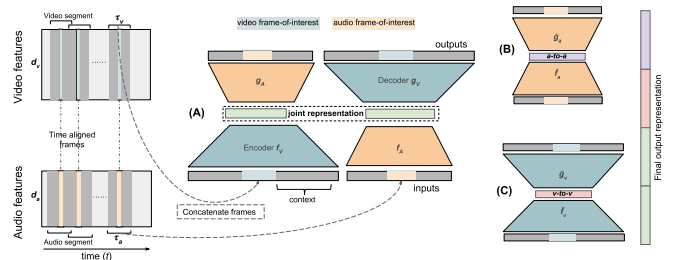 Video segment
τv
Video features
dv
......
Time aligned
frames
Audio features
da
......
Audio segment
τa
time (t)
video frame-of-interest
audio frame-of-interest
outputs
gA
Decoder gV
(A)
joint representation
Encoder fV
fA
inputs
Concatenate frames
context
(B)
g̃a
a-to-a
f̃a
(C)
g̃v
v-to-v
f̃v
Final output representation